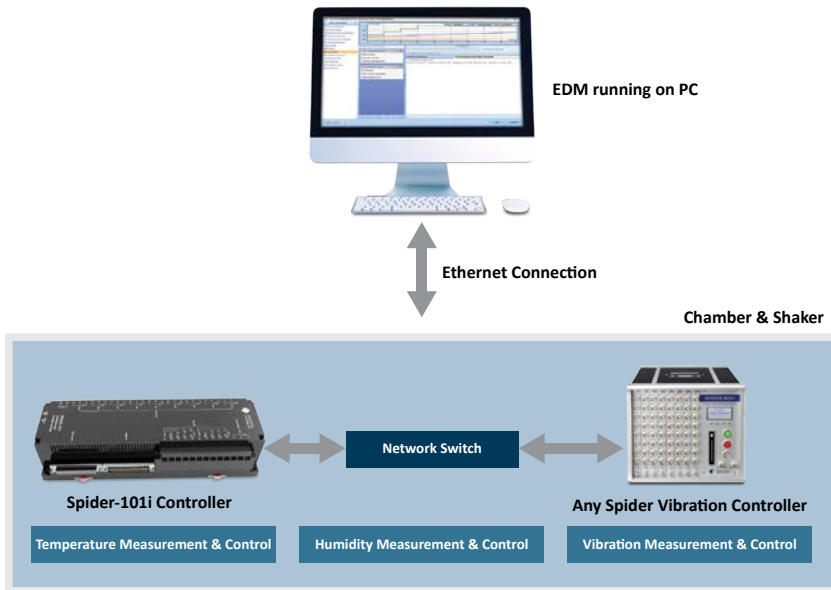 EDM running on PC
Ethernet Connection
Chamber & Shaker
Network Switch
Spider-101i Controller
Any Spider Vibration Controller
Temperature Measurement & Control
Humidity Measurement & Control
Vibration Measurement & Control